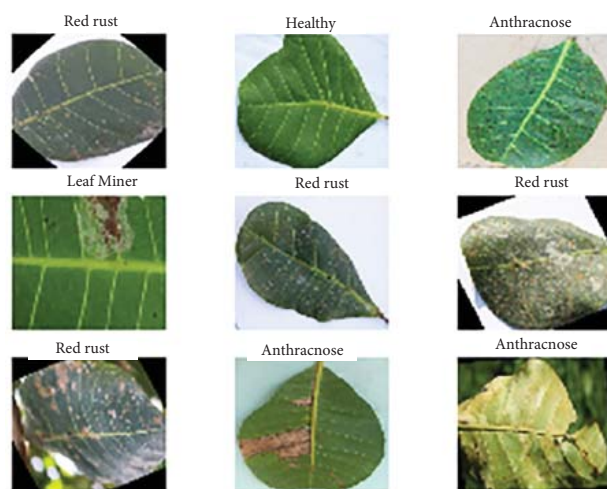 Red rust
Healthy
Anthracnose
Leaf Miner
Red rust
Red rust
Red rust
Anthracnose
Anthracnose